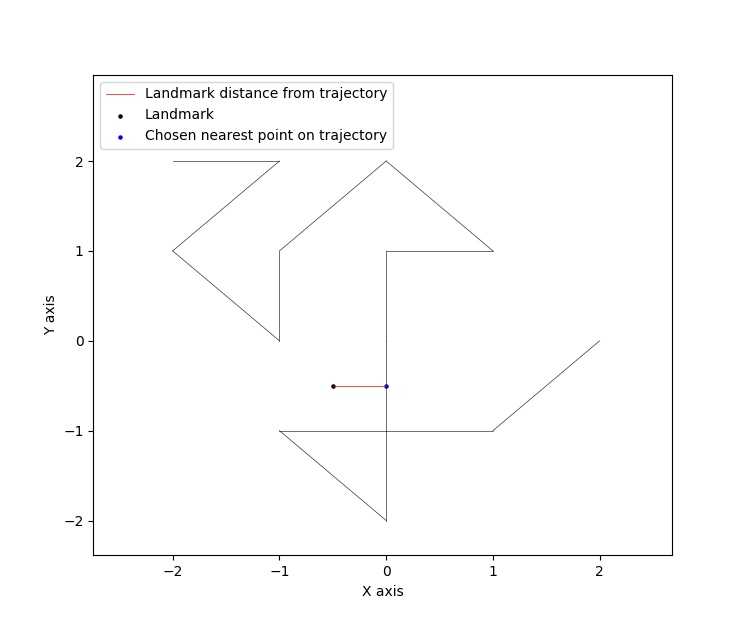 Landmark distance from trajectory
Landmark
Chosen nearest point on trajectory
2
1
0
−1
−2
Y axis
−2
−1
0
1
2
X axis